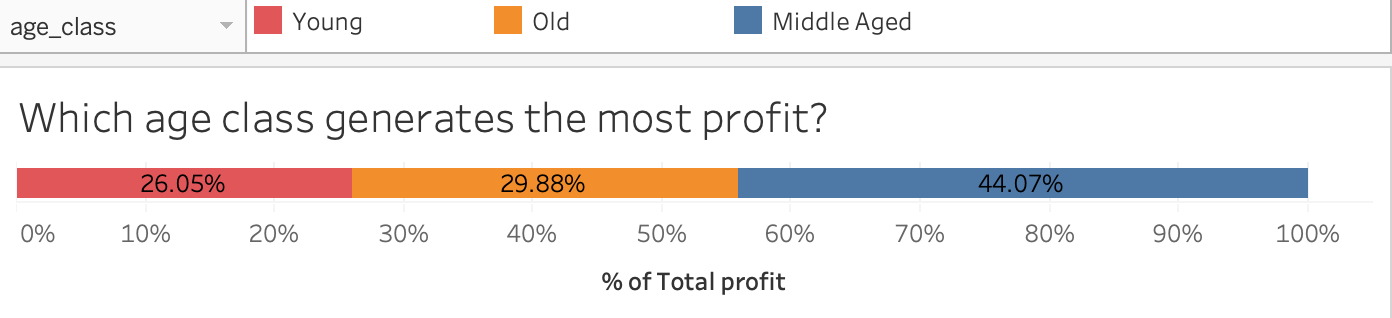 age_class Young Old Middle Aged
Which age class generates the most profit?
26.05% 29.88% 44.07%
0% 10% 20% 30% 40% 50% 60% 70% 80% 90% 100%
% of Total profit